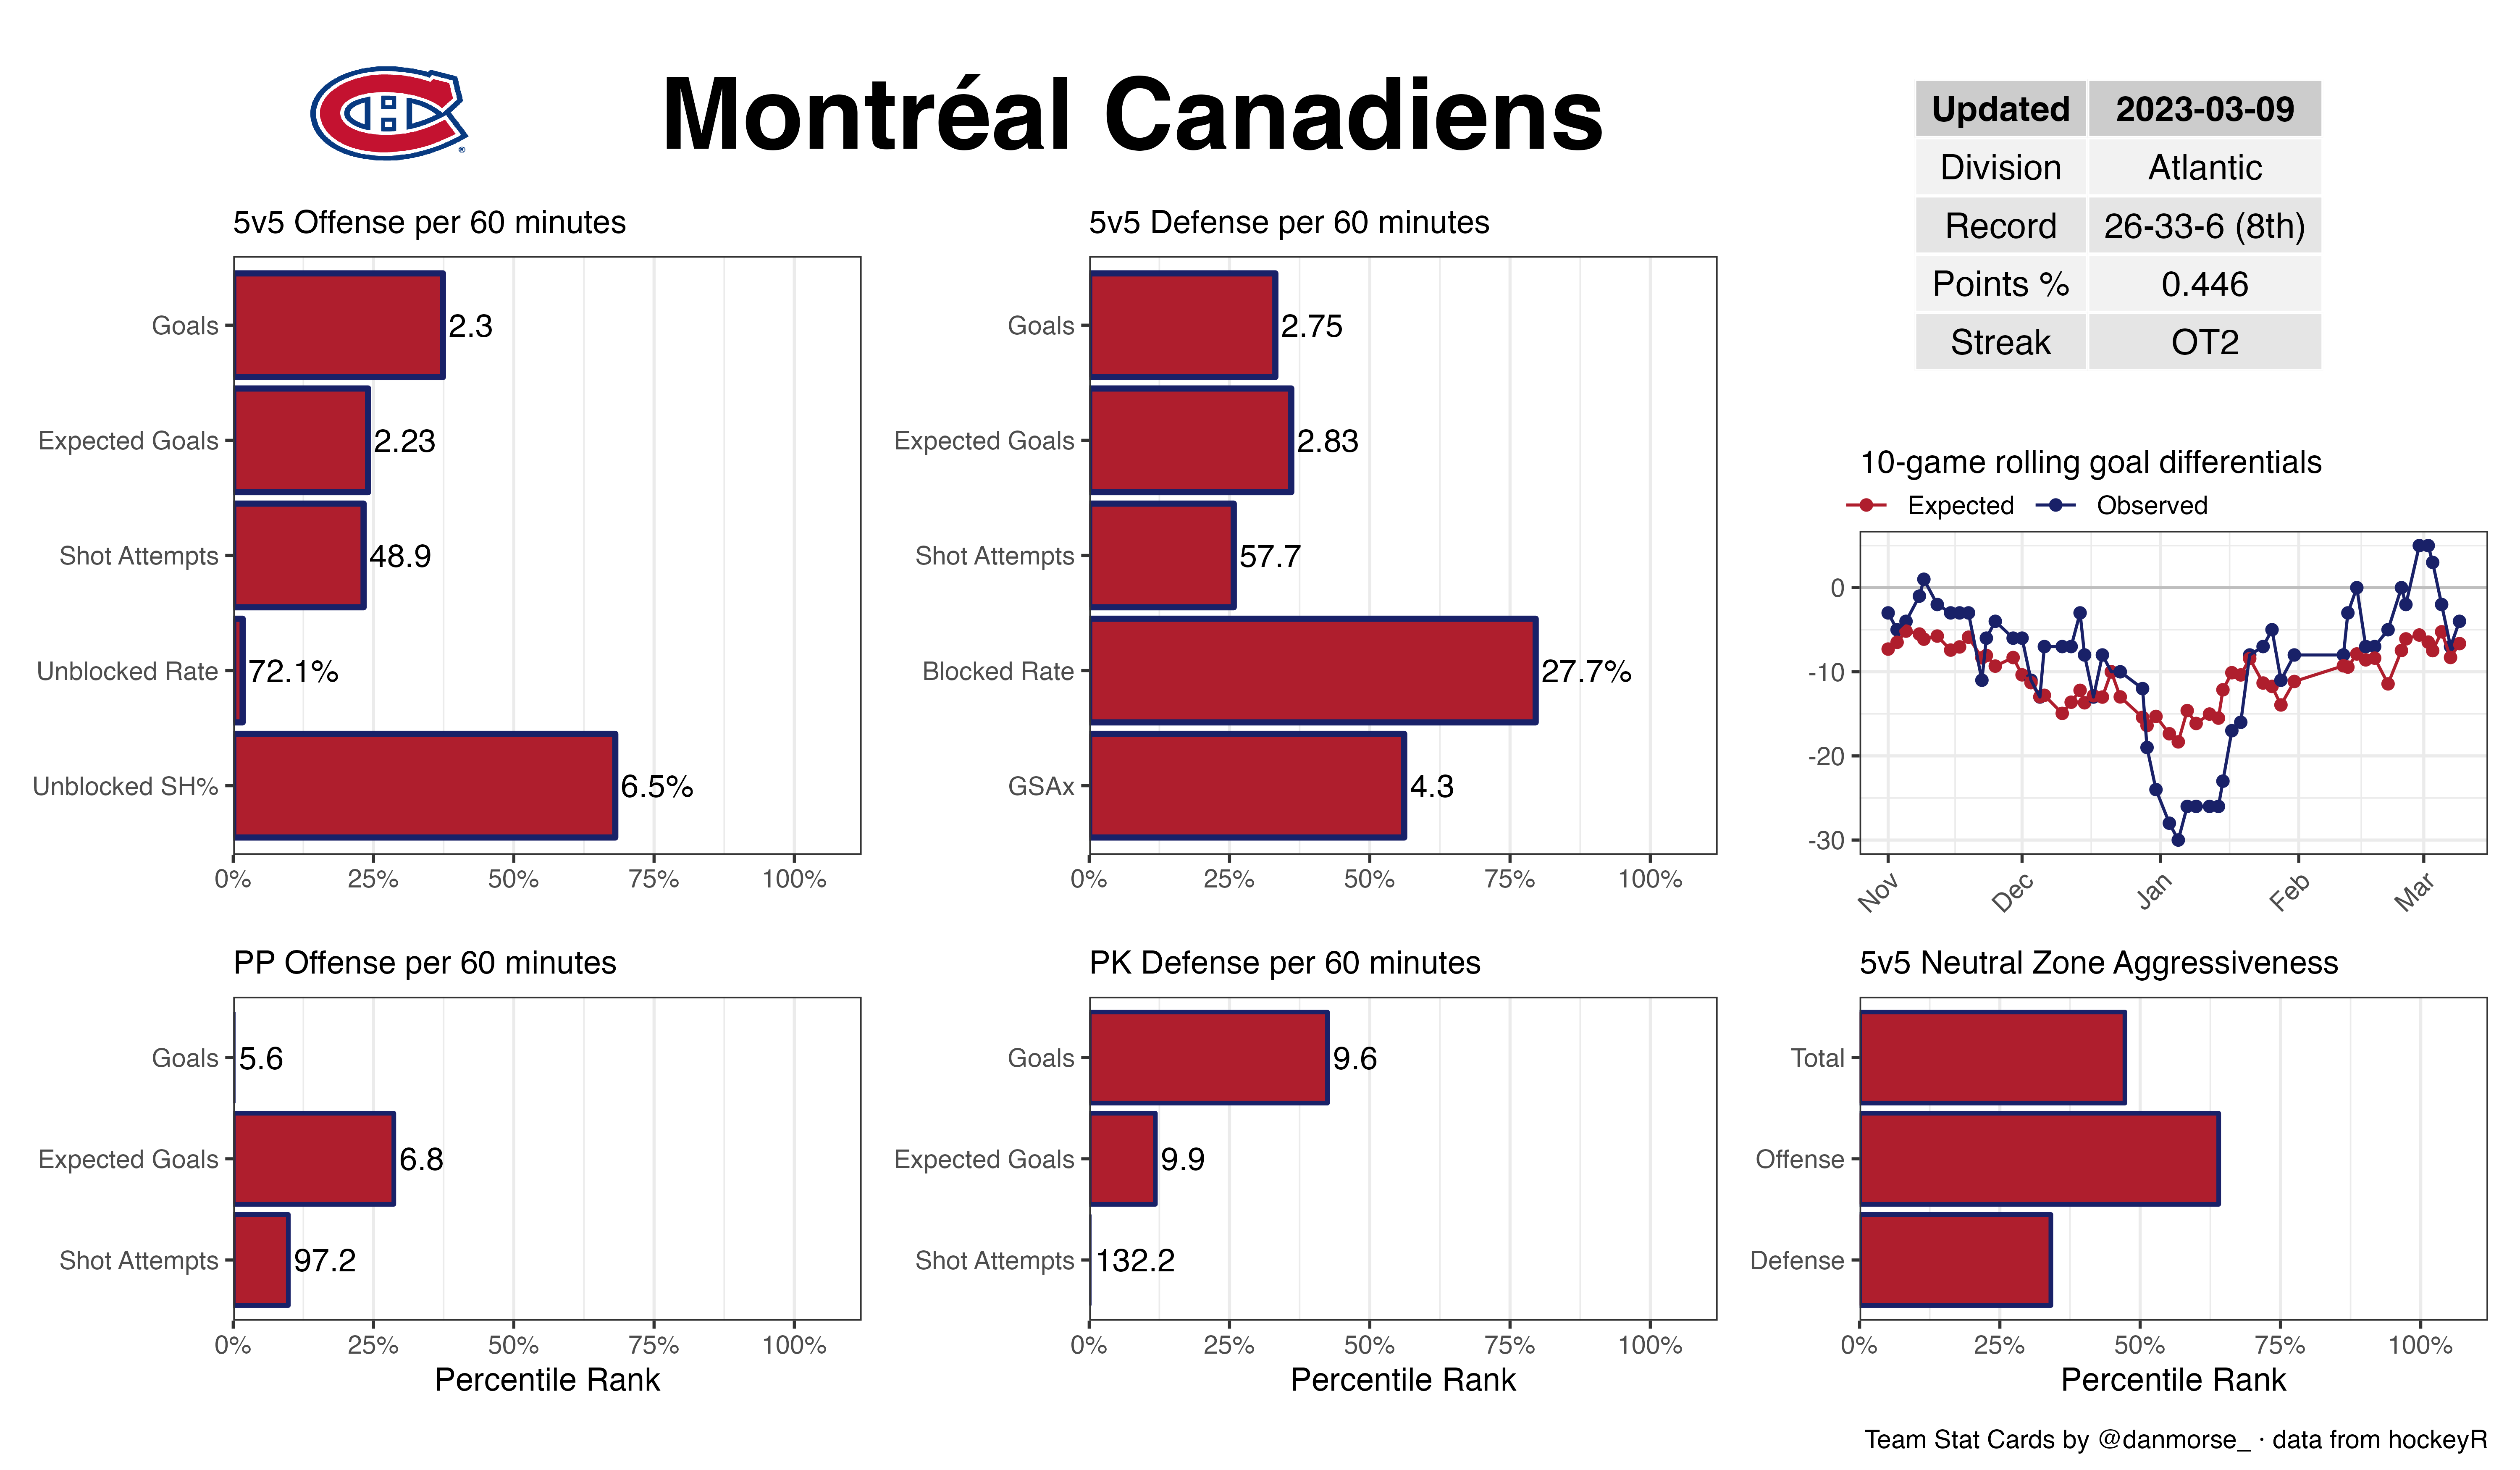 Montréal Canadiens
Updated 2023-03-09
Division Atlantic
Record 26-33-6 (8th)
Points % 0.446
Streak OT2
5v5 Offense per 60 minutes
Goals 2.3
Expected Goals 2.23
Shot Attempts 48.9
Unblocked Rate 72.1%
Unblocked SH% 6.5%
0% 25% 50% 75% 100%
5v5 Defense per 60 minutes
Goals 2.75
Expected Goals 2.83
Shot Attempts 57.7
Blocked Rate 27.7%
GSAx 4.3
0% 25% 50% 75% 100%
10-game rolling goal differentials
Expected Observed
0
-10
-20
-30
Nov Dec Jan Feb Mar
PP Offense per 60 minutes
Goals 5.6
Expected Goals 6.8
Shot Attempts 97.2
0% 25% 50% 75% 100%
Percentile Rank
PK Defense per 60 minutes
Goals 9.6
Expected Goals 9.9
Shot Attempts 132.2
0% 25% 50% 75% 100%
Percentile Rank
5v5 Neutral Zone Aggressiveness
Total
Offense
Defense
0% 25% 50% 75% 100%
Percentile Rank
Team Stat Cards by @danmorse_ · data from hockeyR